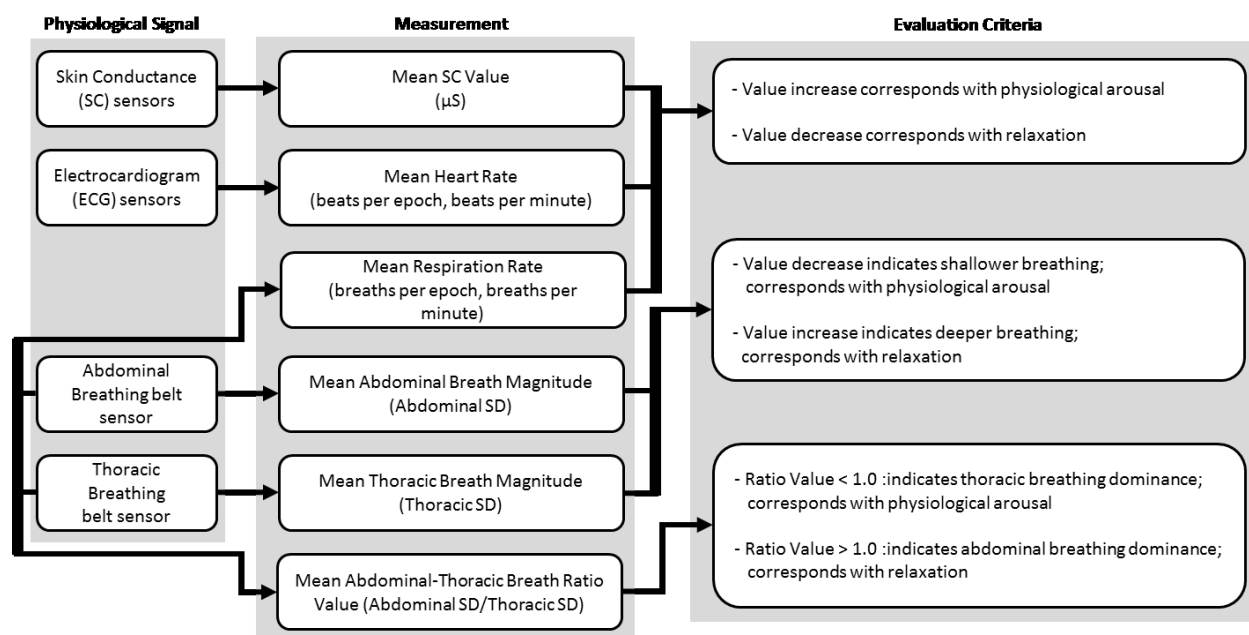 Physiological Signal
Measurement
Evaluation Criteria
Skin Conductance
(SC) sensors
Mean SC Value
(µS)
- Value increase corresponds with physiological arousal
- Value decrease corresponds with relaxation
Electrocardiogram
(ECG) sensors
Mean Heart Rate
(beats per epoch, beats per minute)
Mean Respiration Rate
(breaths per epoch, breaths per
minute)
- Value decrease indicates shallower breathing;
corresponds with physiological arousal
- Value increase indicates deeper breathing;
corresponds with relaxation
Abdominal
Breathing belt
sensor
Mean Abdominal Breath Magnitude
(Abdominal SD)
Thoracic
Breathing
belt sensor
Mean Thoracic Breath Magnitude
(Thoracic SD)
- Ratio Value < 1.0 :indicates thoracic breathing dominance;
corresponds with physiological arousal
- Ratio Value > 1.0 :indicates abdominal breathing dominance;
corresponds with relaxation
Mean Abdominal-Thoracic Breath Ratio
Value (Abdominal SD/Thoracic SD)